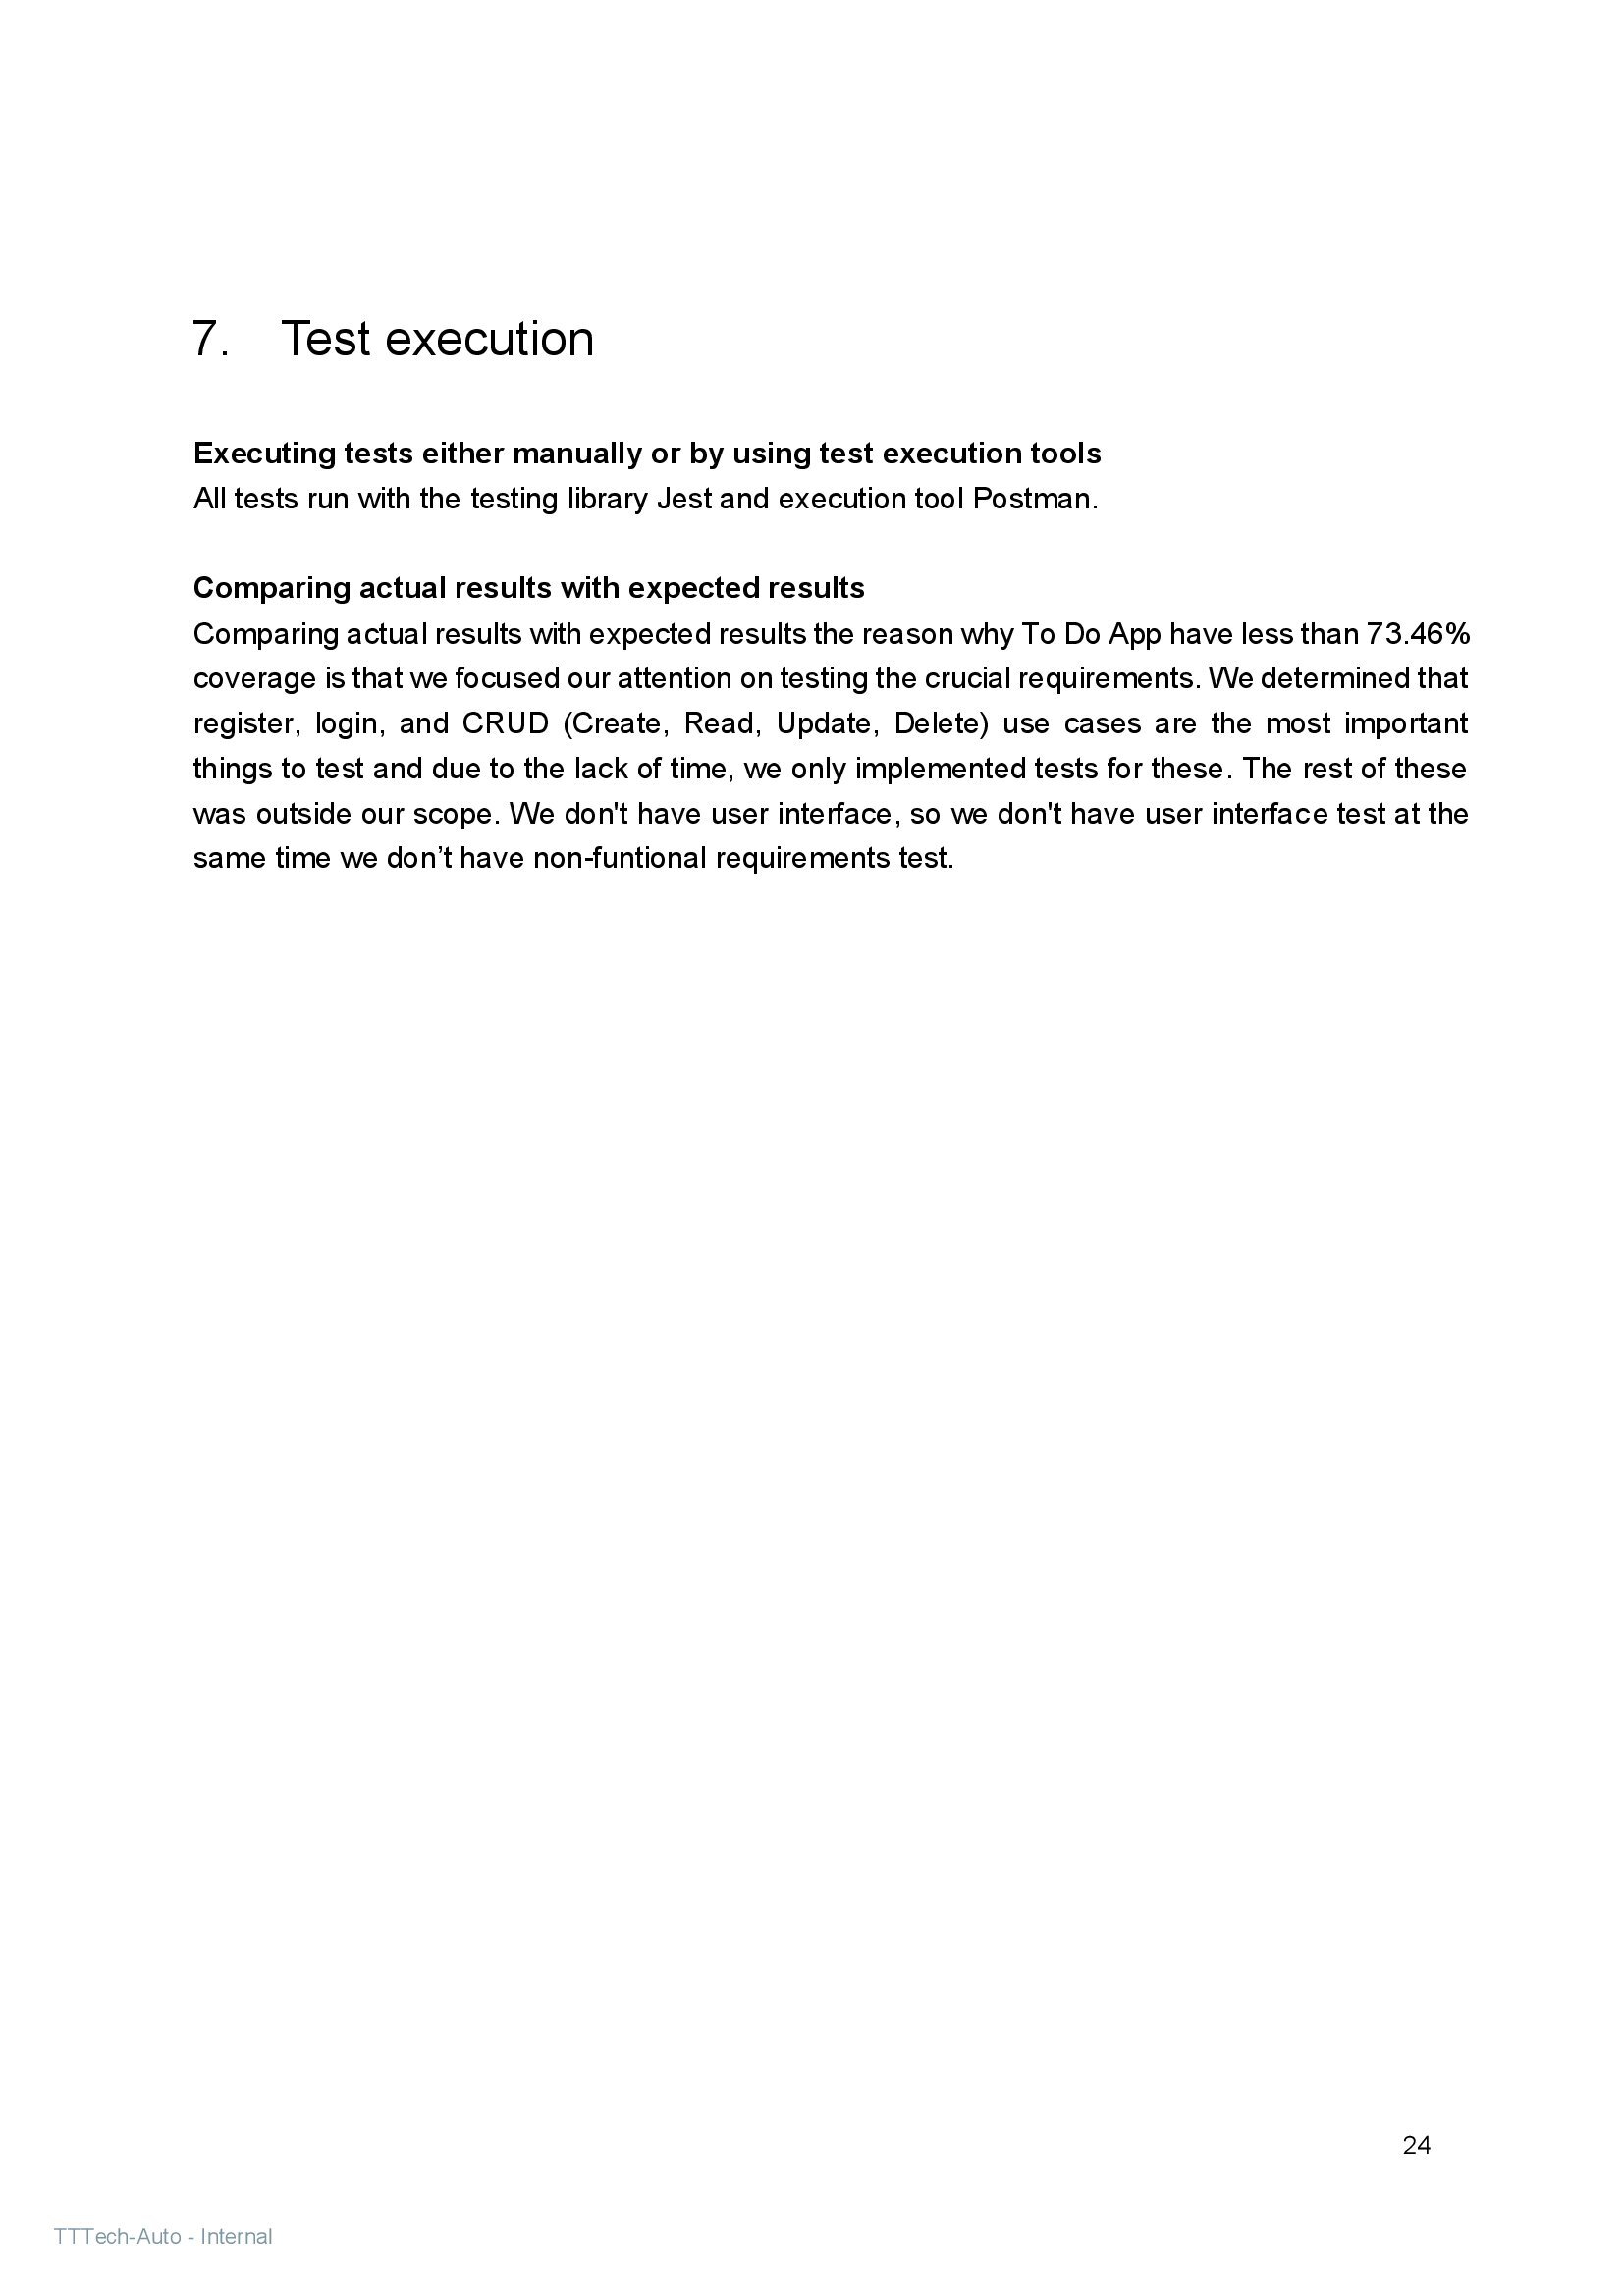 7. Test execution
Executing tests either manually or by using test execution tools
All tests run with the testing library Jest and execution tool Postman.
Comparing actual results with expected results
Comparing actual results with expected results the reason why To Do App have less than 73.46%
coverage is that we focused our attention on testing the crucial requirements. We determined that
register, login, and CRUD (Create, Read, Update, Delete) use cases are the most important
things to test and due to the lack of time, we only implemented tests for these. The rest of these
was outside our scope. We don't have user interface, so we don't have user interface test at the
same time we don’t have non-funtional requirements test.
24
TTTech-Auto - Internal